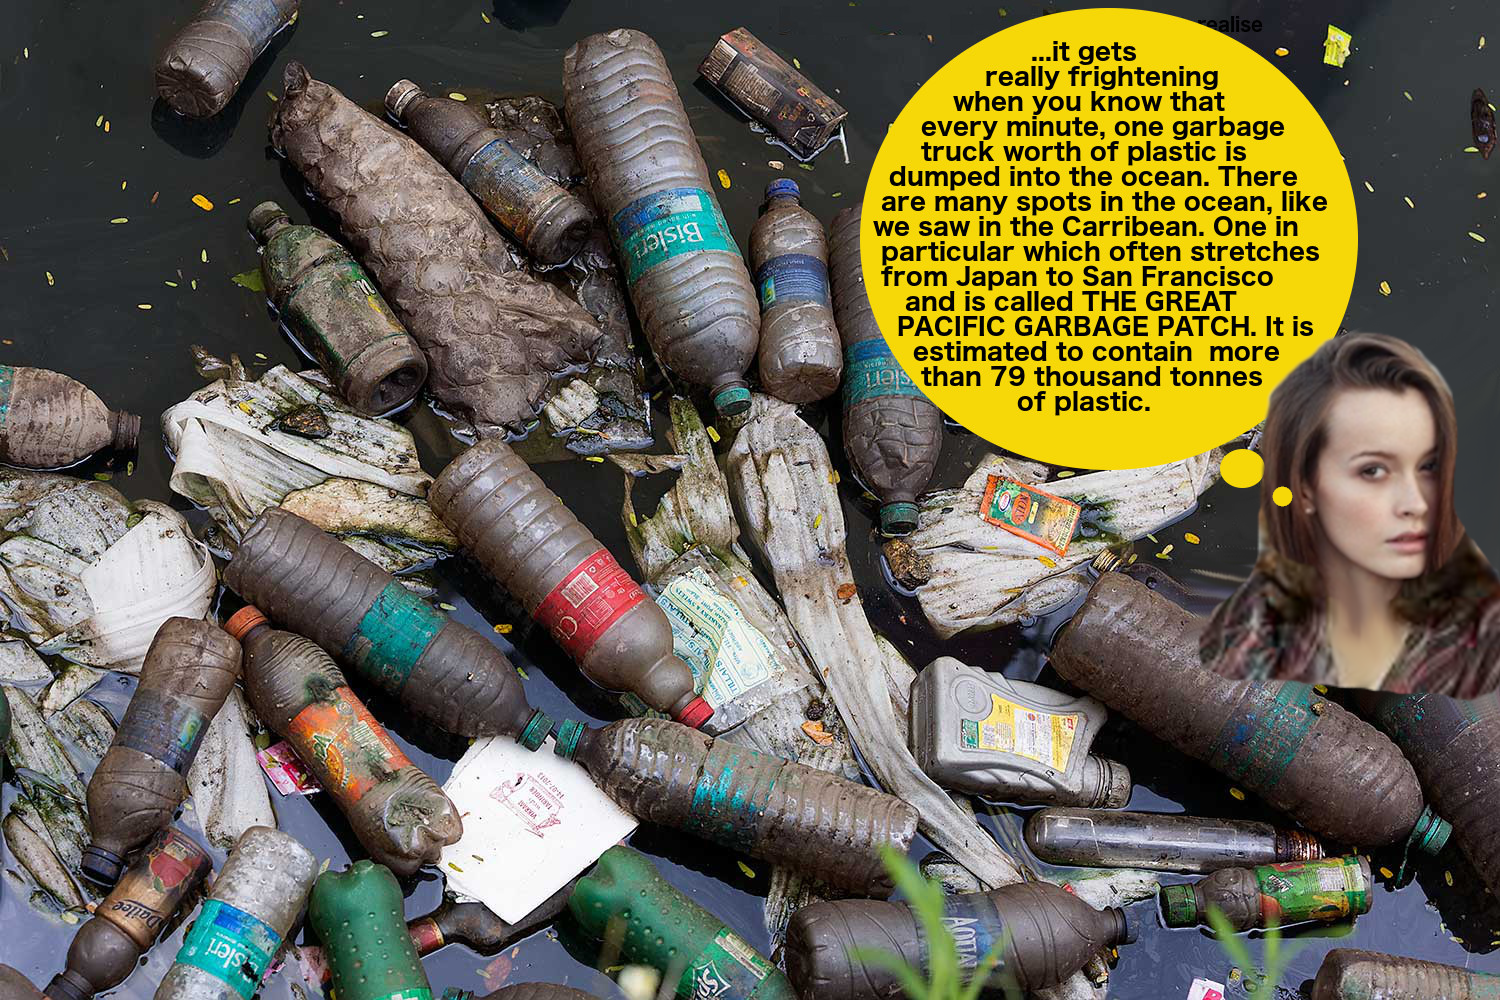 realise
...it gets
really frightening
when you know that
every minute, one garbage
truck worth of plastic is
dumped into the ocean. There
are many spots in the ocean, like
we saw in the Carribean. One in
particular which often stretches
from Japan to San Francisco
and is called THE GREAT
PACIFIC GARBAGE PATCH. It is
estimated to contain  more
than 79 thousand tonnes
of plastic.
Bisleri
Bisleri
Dailee